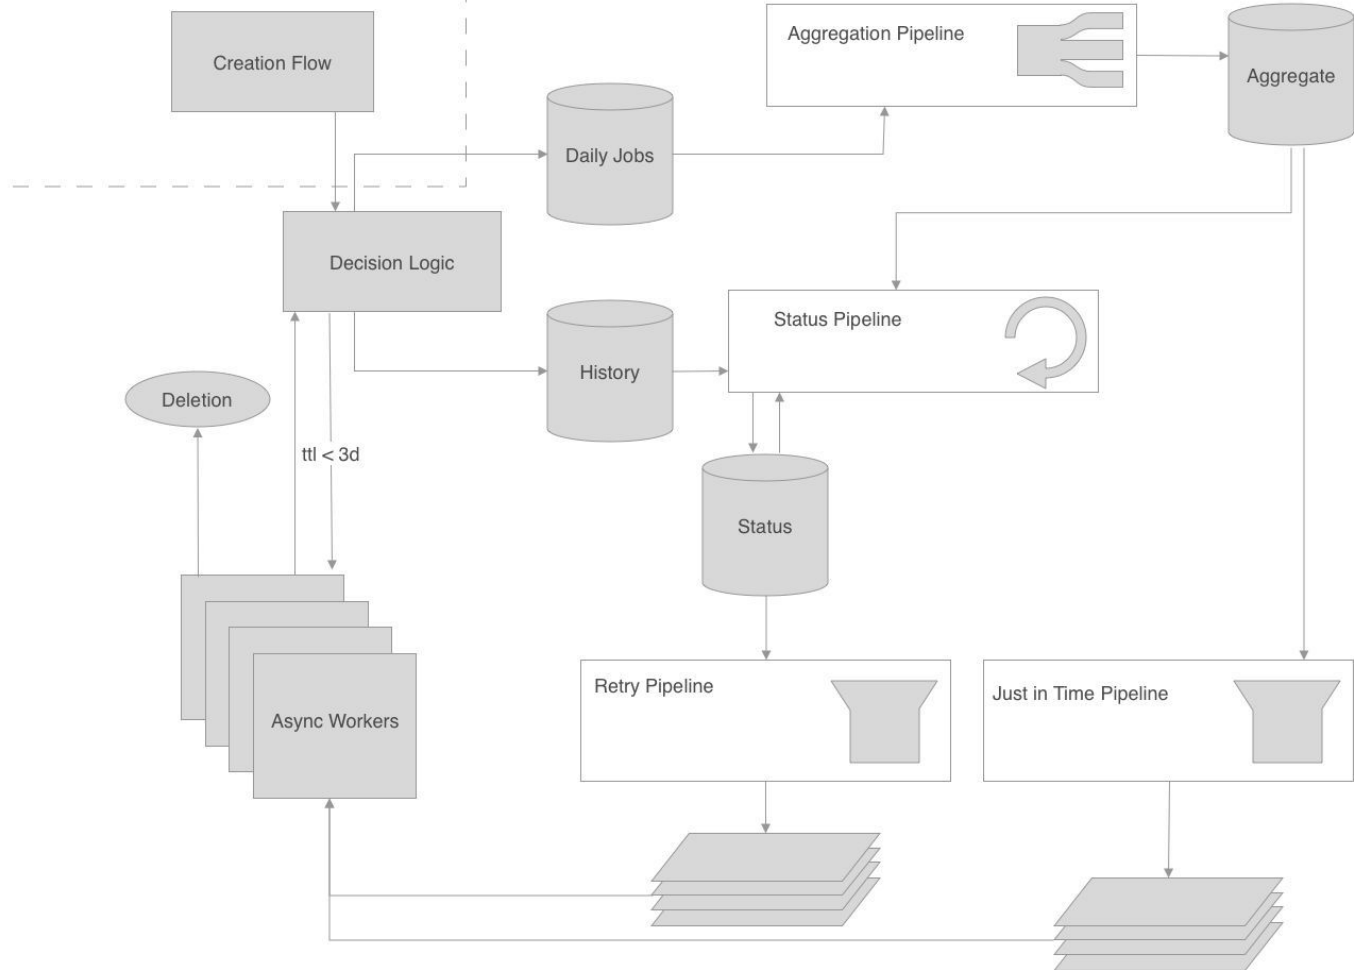 Creation Flow
Aggregation Pipeline
Aggregate
Daily Jobs
Decision Logic
Status Pipeline
History
Deletion
ttl < 3d
Status
Retry Pipeline
Just in Time Pipeline
Async Workers